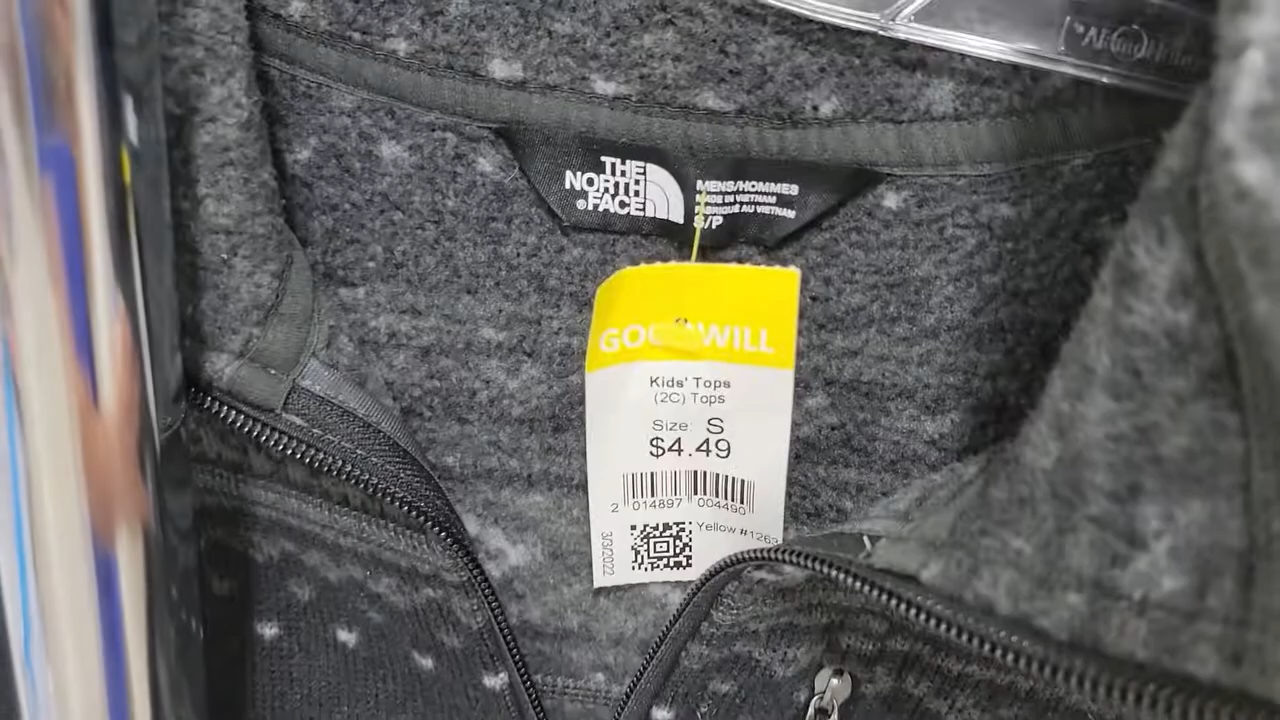 THE
NORTH
FACE
®
MENS/HOMMES
MADE IN VIETNAM
FABRIQUÉ AU VIETNAM
S/P
GOODWILL
Kids' Tops
(2C) Tops
Size: S
$4.49
2 014897 004490
Yellow #1263
3/3/2022